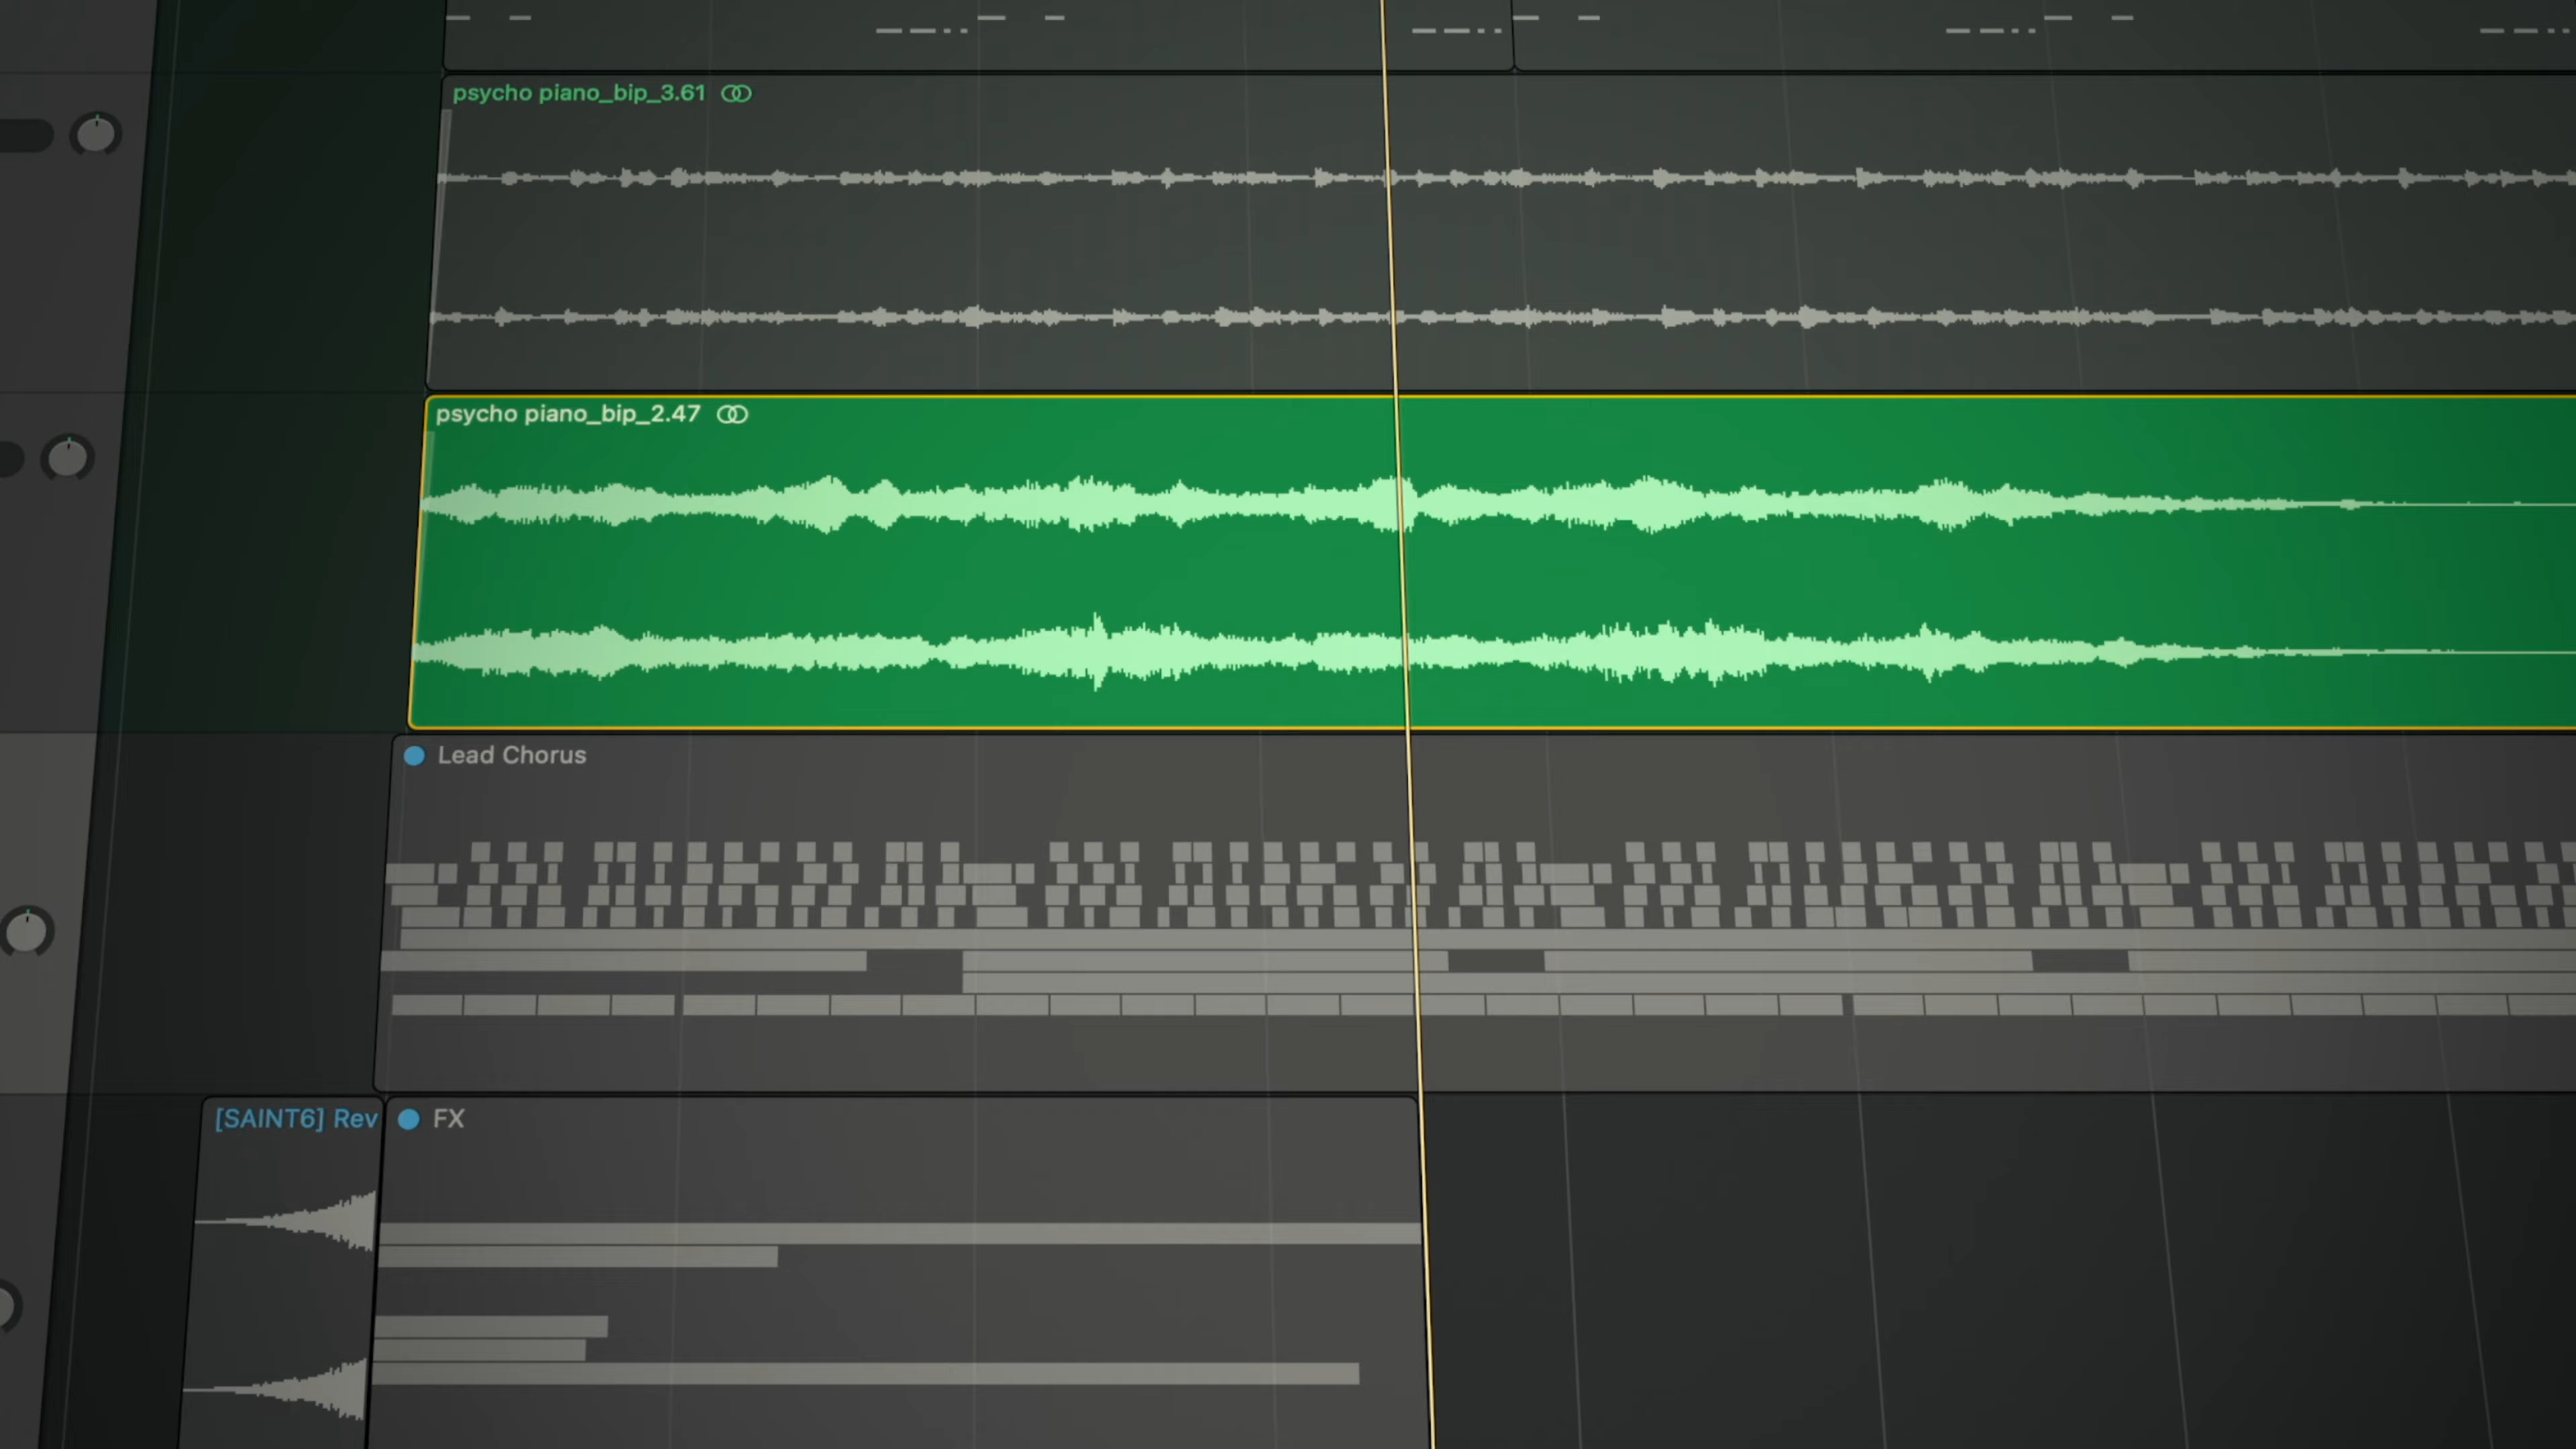 psycho piano_bip_3.61
psycho piano_bip_2.47
Lead Chorus
[SAINT6] Rev
FX